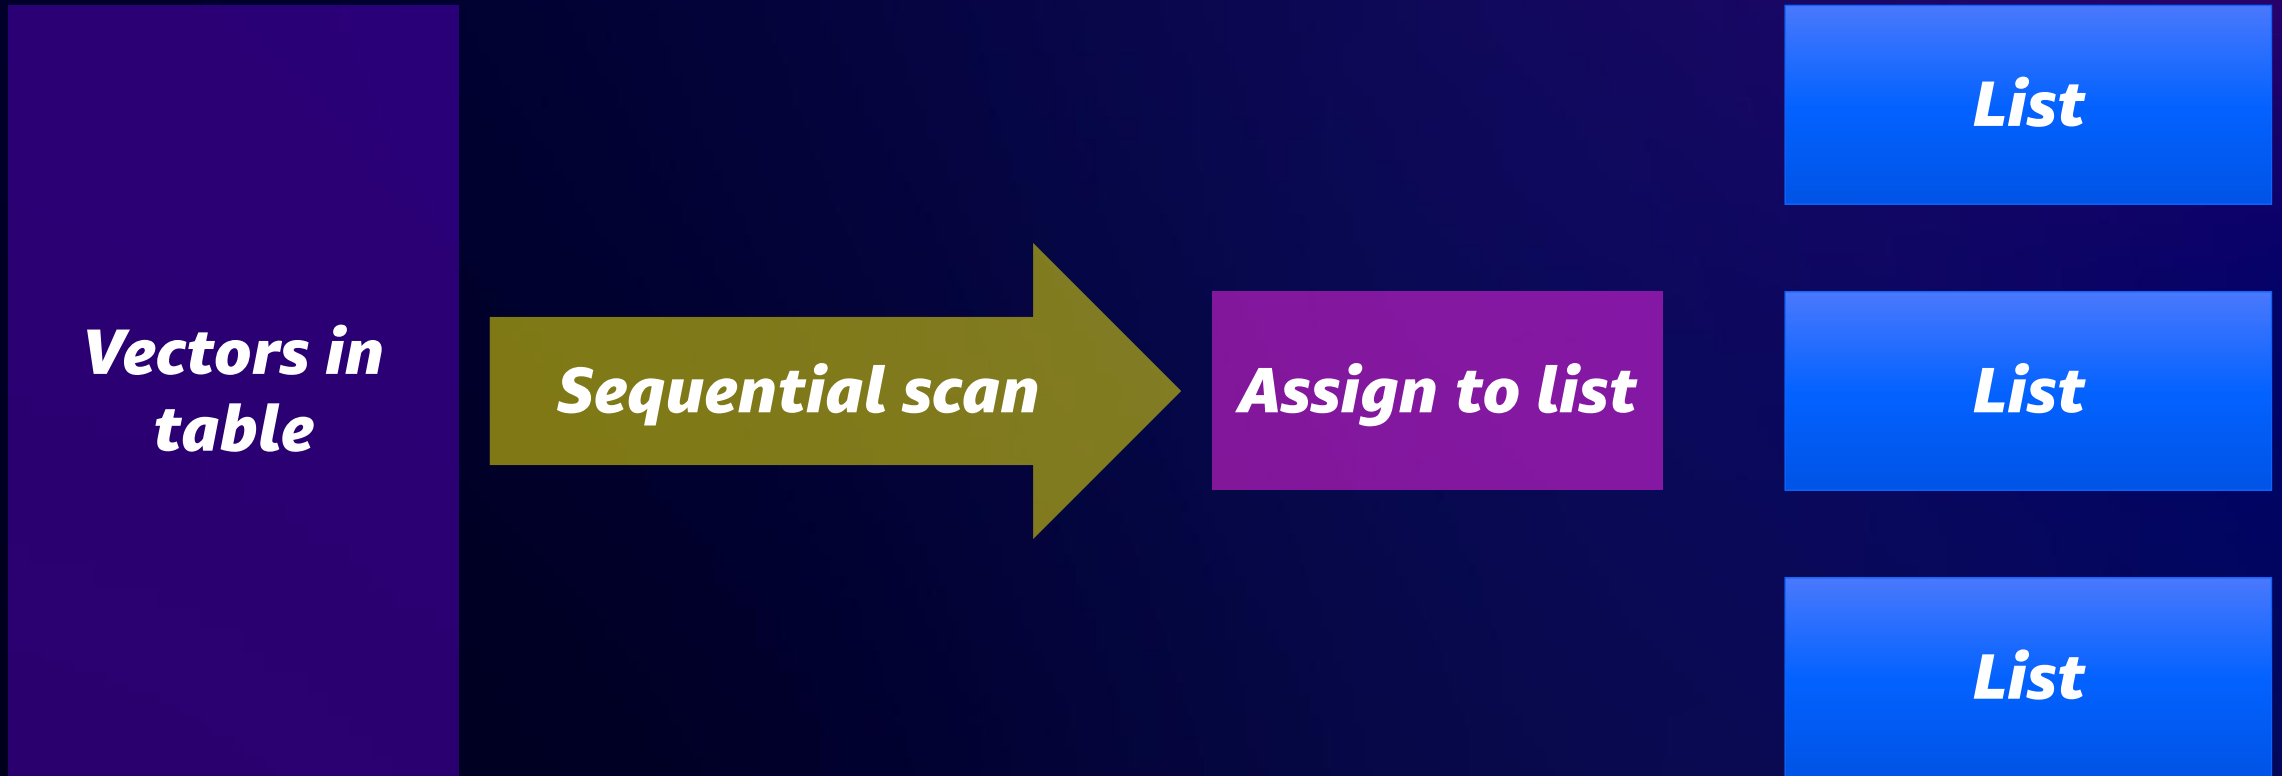 Vectors in
table
Sequential scan
Assign to list
List
List
List